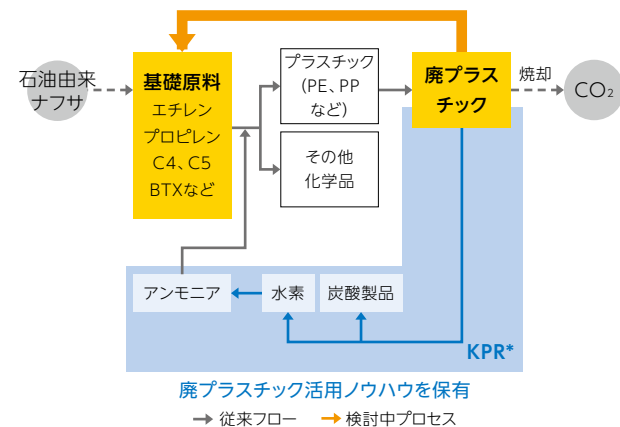 石油由来
ナフサ
基礎原料
エチレン
プロピレン
C4、C5
BTXなど
プラスチック
(PE、PP
など)
その他
化学品
廃プラス
チック
焼却
CO₂
アンモニア
水素
炭酸製品
KPR*
廃プラスチック活用ノウハウを保有
従来フロー
検討中プロセス